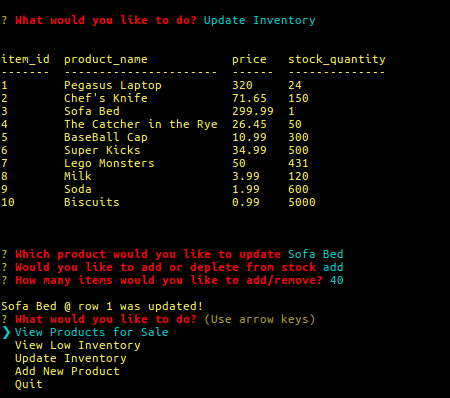 ? What would you like to do? Update Inventory
item_id  product_name            price   stock_quantity
-------  ----------------------  ------  --------------
1        Pegasus Laptop          320     24
2        Chef's Knife            71.65   150
3        Sofa Bed                299.99  1
4        The Catcher in the Rye  26.45   50
5        BaseBall Cap            10.99   300
6        Super Kicks             34.99   500
7        Lego Monsters           50      431
8        Milk                    3.99    120
9        Soda                    1.99    600
10       Biscuits                0.99    5000
? Which product would you like to update Sofa Bed
? Would you like to add or deplete from stock add
? How many items would you like to add/remove? 40
Sofa Bed @ row 1 was updated!
? What would you like to do? (Use arrow keys)
❯ View Products for Sale
  View Low Inventory
  Update Inventory
  Add New Product
  Quit